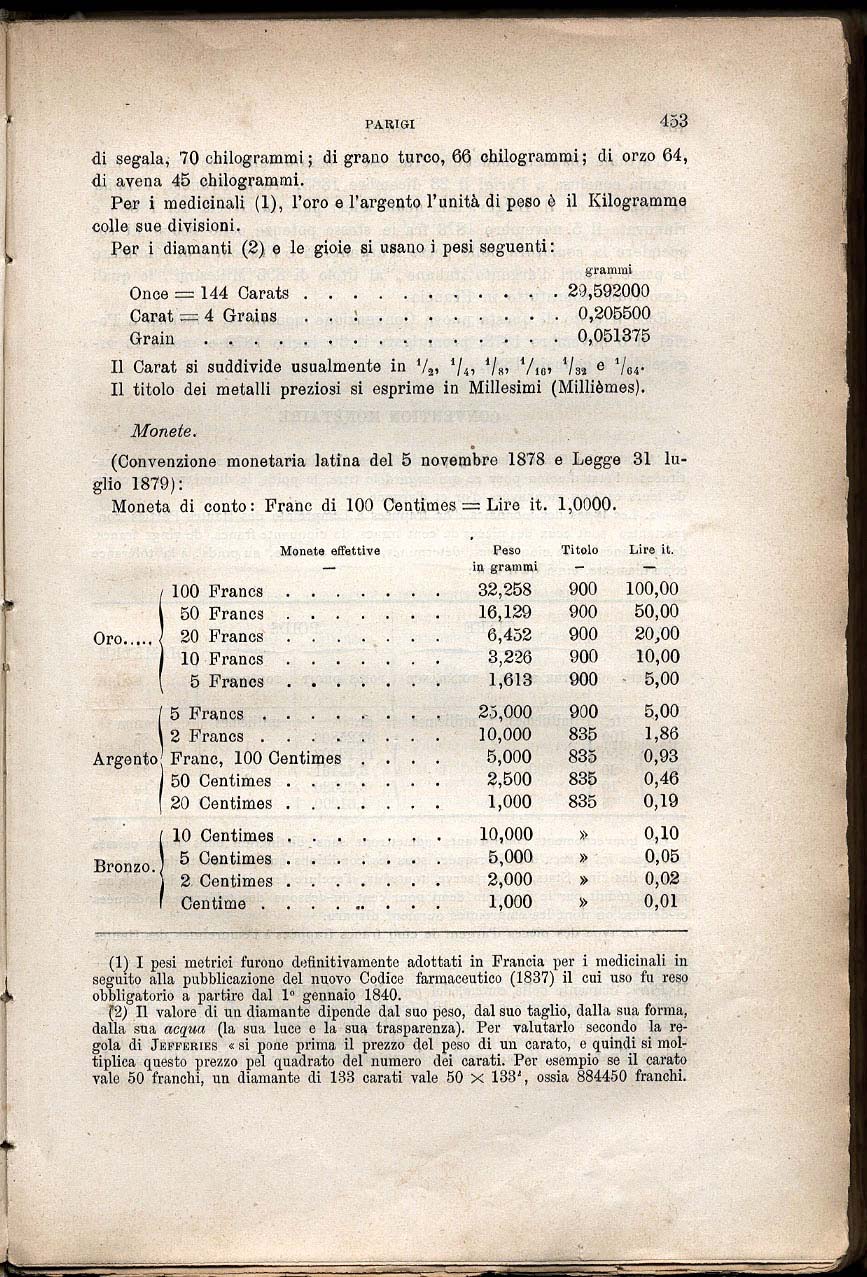 PARIGI 453
di segala, 70 chilogrammi; di grano turco, 66 chilogrammi; di orzo 64,
di avena 45 chilogrammi.
Per i medicinali (1), l'oro e l'argento l'unità di peso è il Kilogramme
colle sue divisioni.
Per i diamanti (2) e le gioie si usano i pesi seguenti:
grammi
Once = 144 Carats . . . . . . . . . . . 29,592000
Carat = 4 Grains . . . . . . . . . . . 0,205500
Grain . . . . . . . . . . . . . . . 0,051375
Il Carat si suddivide usualmente in 1/2, 1/4, 1/8, 1/16, 1/32 e 1/64.
Il titolo dei metalli preziosi si esprime in Millesimi (Millièmes).
Monete.
(Convenzione monetaria latina del 5 novembre 1878 e Legge 31 lu-
glio 1879):
Moneta di conto: Franc di 100 Centimes = Lire it. 1,0000.
Monete effettive Peso Titolo Lire it.
— in grammi — —
100 Francs . . . . . . . 32,258 900 100,00
50 Francs . . . . . . . 16,129 900 50,00
Oro..... 20 Francs . . . . . . . 6,452 900 20,00
10 Francs . . . . . . . 3,226 900 10,00
5 Francs . . . . . . . 1,613 900 5,00
5 Francs . . . . . . . . 25,000 900 5,00
2 Francs . . . . . . . . 10,000 835 1,86
Argento Franc, 100 Centimes . . . . 5,000 835 0,93
50 Centimes . . . . . . . 2,500 835 0,46
20 Centimes . . . . . . . 1,000 835 0,19
10 Centimes . . . . . . . 10,000 » 0,10
Bronzo. 5 Centimes . . . . . . . 5,000 » 0,05
2 Centimes . . . . . . . 2,000 » 0,02
Centime . . . . . . . . 1,000 » 0,01
(1) I pesi metrici furono definitivamente adottati in Francia per i medicinali in
seguito alla pubblicazione del nuovo Codice farmaceutico (1837) il cui uso fu reso
obbligatorio a partire dal 1° gennaio 1840.
(2) Il valore di un diamante dipende dal suo peso, dal suo taglio, dalla sua forma,
dalla sua acqua (la sua luce e la sua trasparenza). Per valutarlo secondo la re-
gola di JEFFERIES « si pone prima il prezzo del peso di un carato, e quindi si mol-
tiplica questo prezzo pel quadrato del numero dei carati. Per esempio se il carato
vale 50 franchi, un diamante di 133 carati vale 50 × 133², ossia 884450 franchi.